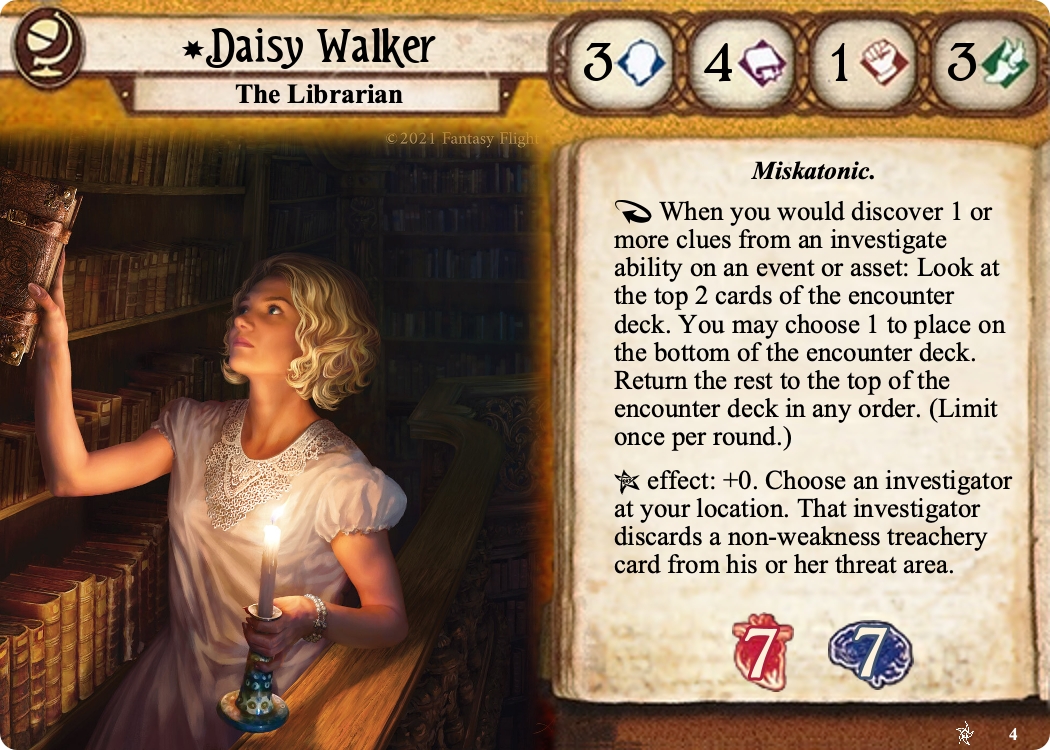 Daisy Walker
The Librarian
3 4 1 3
© 2021 Fantasy Flight
Miskatonic.
When you would discover 1 or
more clues from an investigate
ability on an event or asset: Look at
the top 2 cards of the encounter
deck. You may choose 1 to place on
the bottom of the encounter deck.
Return the rest to the top of the
encounter deck in any order. (Limit
once per round.)
effect: +0. Choose an investigator
at your location. That investigator
discards a non-weakness treachery
card from his or her threat area.
7 7
4